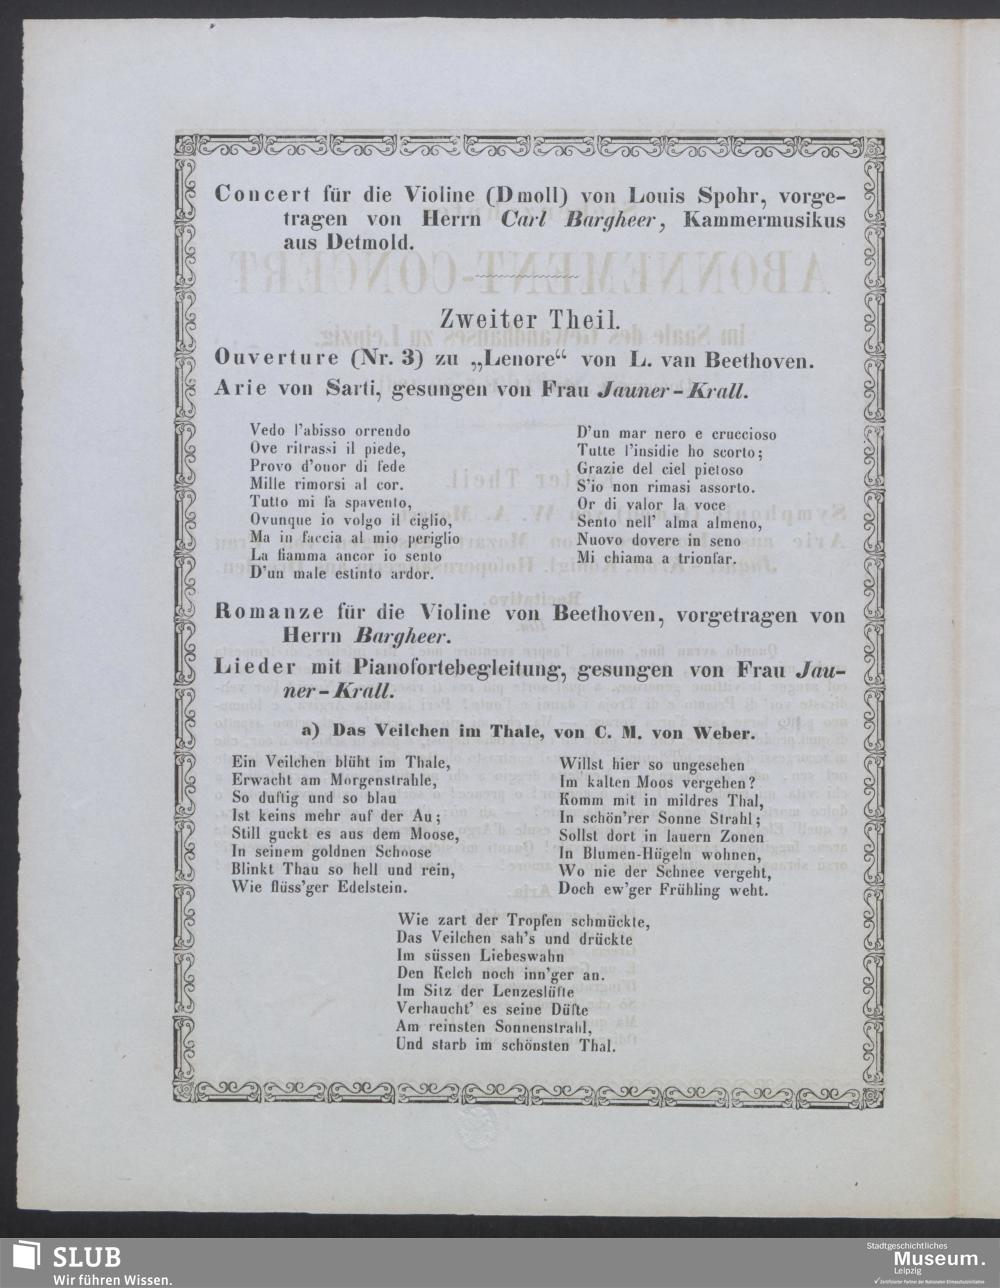 Concert für die Violine (D moll) von Louis Spohr, vorge-
tragen von Herrn Carl Bargheer, Kammermusikus
aus Detmold.
Zweiter Theil.
Ouverture (Nr. 3) zu „Lenore“ von L. van Beethoven.
Arie von Sarti, gesungen von Frau Jauner-Krall.
Vedo l'abisso orrendo
Ove ritrassi il piede,
Provo d'onor di fede
Mille rimorsi al cor.
Tutto mi fa spavento,
Ovunque io volgo il ciglio,
Ma in faccia al mio periglio
La fiamma ancor io sento
D'un male estinto ardor.
D'un mar nero e cruccioso
Tutte l'insidie ho scorto;
Grazie del ciel pietoso
S'io non rimasi assorto.
Or di valor la voce
Sento nell' alma almeno,
Nuovo dovere in seno
Mi chiama a trionfar.
Romanze für die Violine von Beethoven, vorgetragen von
Herrn Bargheer.
Lieder mit Pianofortebegleitung, gesungen von Frau Jau-
ner-Krall.
a) Das Veilchen im Thale, von C. M. von Weber.
Ein Veilchen blüht im Thale,
Erwacht am Morgenstrahle,
So duftig und so blau
Ist keins mehr auf der Au;
Still guckt es aus dem Moose,
In seinem goldnen Schoose
Blinkt Thau so hell und rein,
Wie flüss'ger Edelstein.
Willst hier so ungesehen
Im kalten Moos vergehen?
Komm mit in mildres Thal,
In schön'rer Sonne Strahl;
Sollst dort in lauern Zonen
In Blumen-Hügeln wohnen,
Wo nie der Schnee vergeht,
Doch ew'ger Frühling weht.
Wie zart der Tropfen schmückte,
Das Veilchen sah's und drückte
Im süssen Liebeswahn
Den Kelch noch inn'ger an.
Im Sitz der Lenzeslüfte
Verhaucht' es seine Düfte
Am reinsten Sonnenstrahl,
Und starb im schönsten Thal.
SLUB
Wir führen Wissen.
Stadtgeschichtliches
Museum.
Leipzig
Zertifizierter Partner der Nationalen Klimaschutzinitiative